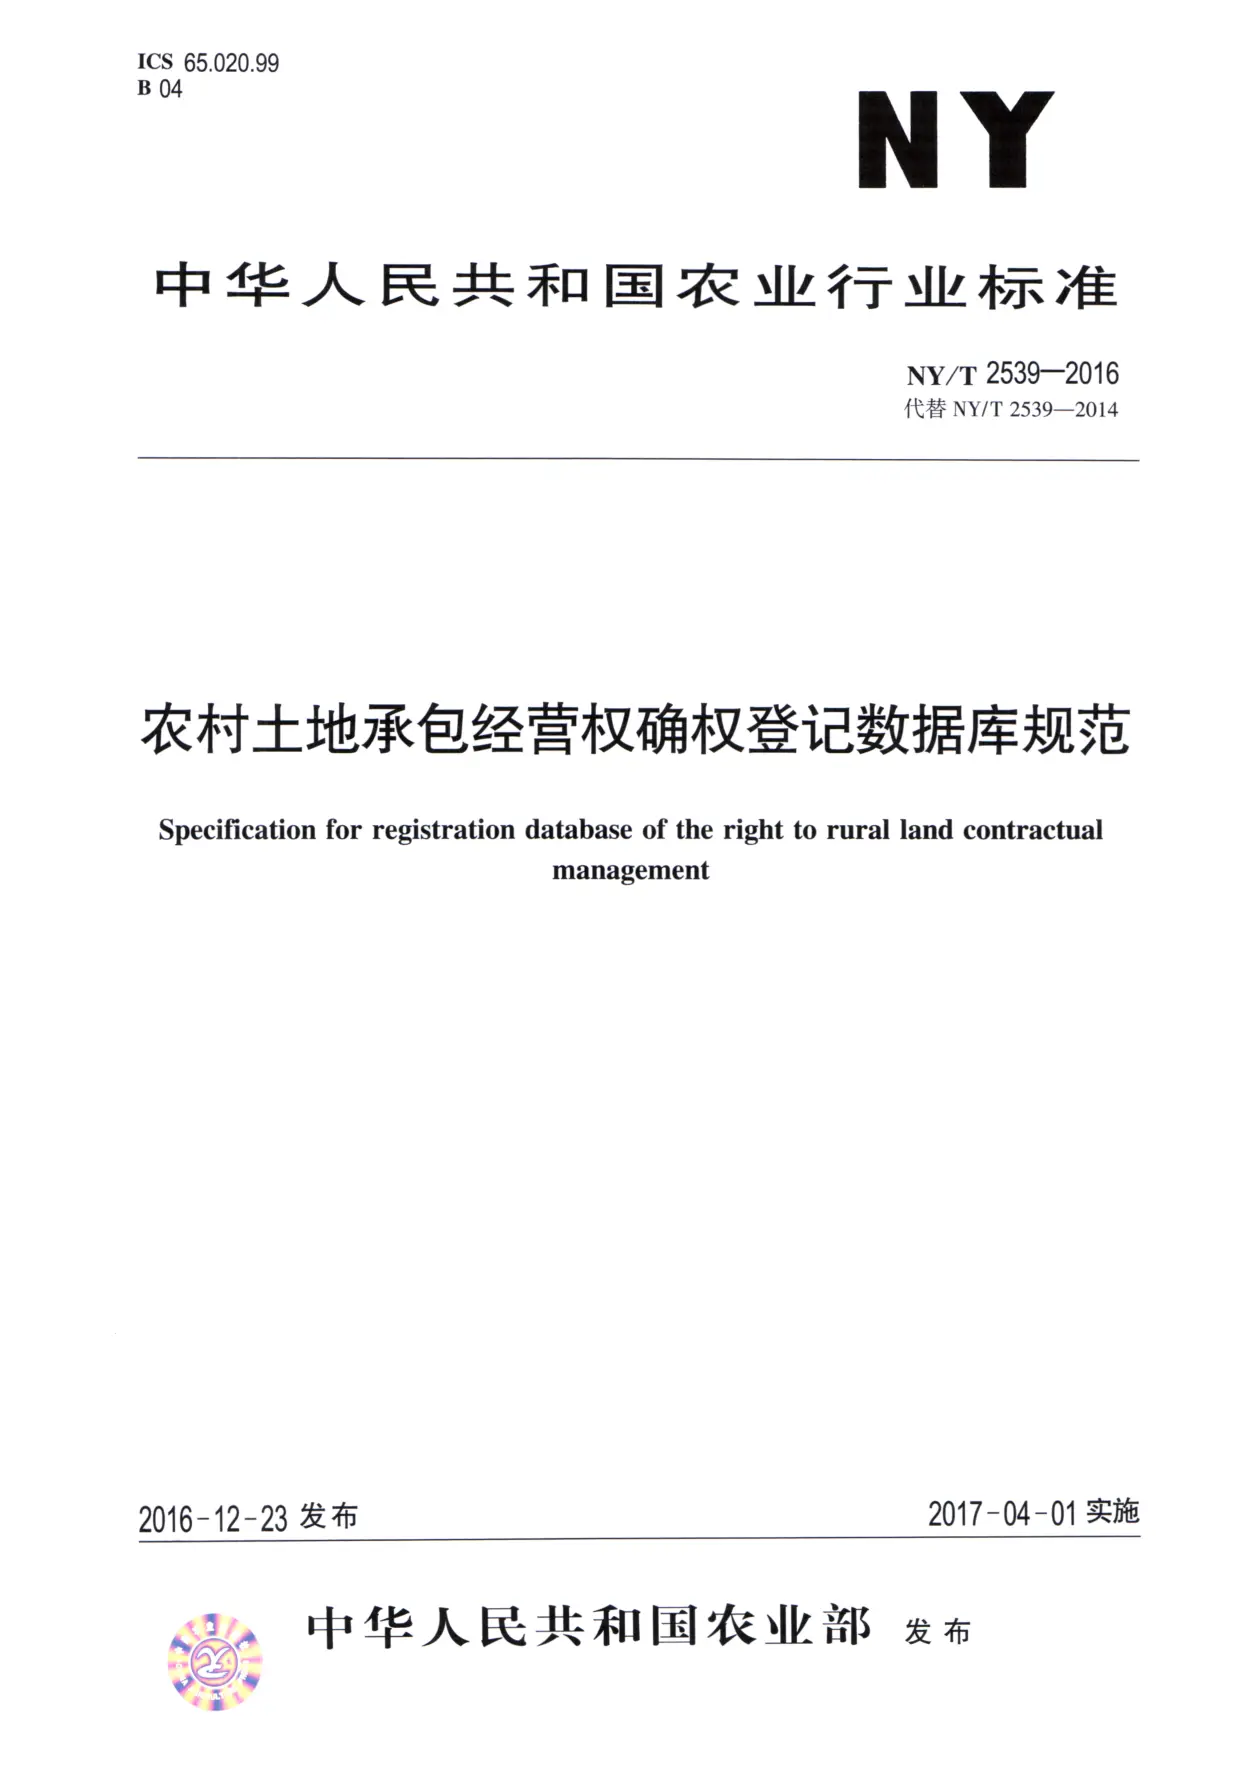 ICS 65.020.99
B 04
NY
中华人民共和国农业行业标准
NY/T 2539—2016
代替 NY/T 2539—2014
农村土地承包经营权确权登记数据库规范
Specification for registration database of the right to rural land contractual
management
2016-12-23 发布
2017-04-01 实施
中华人民共和国农业部 发布